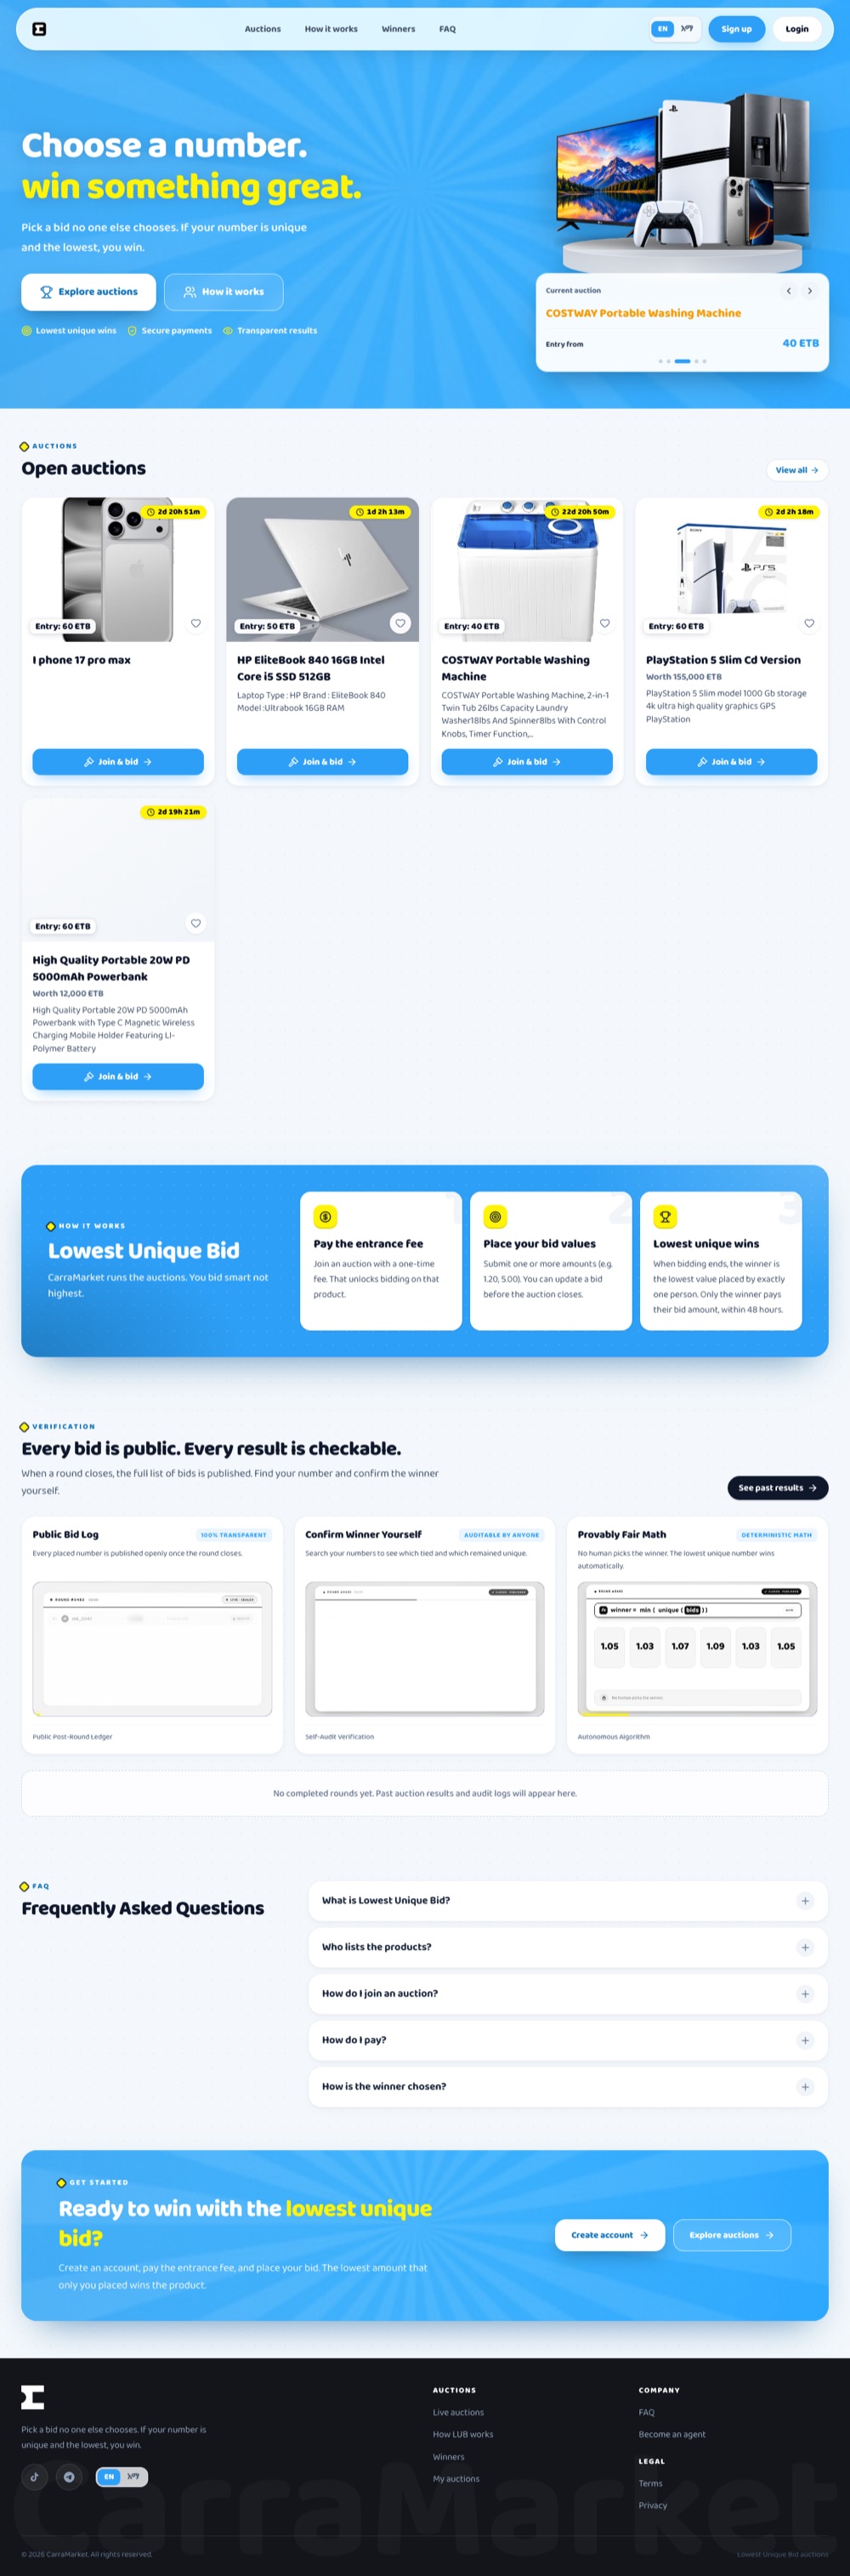 Auctions
How it works
Winners
FAQ
EN
አማ
Sign up
Login
Choose a number.
win something great.
Pick a bid no one else chooses. If your number is unique
and the lowest, you win.
Explore auctions
How it works
Lowest unique wins
Secure payments
Transparent results
Current auction
COSTWAY Portable Washing Machine
Entry from
40 ETB
AUCTIONS
Open auctions
View all
2d 20h 51m
Entry: 60 ETB
I phone 17 pro max
Join & bid
1d 2h 13m
Entry: 50 ETB
HP EliteBook 840 16GB Intel
Core i5 SSD 512GB
Laptop Type : HP Brand : EliteBook 840
Model :Ultrabook 16GB RAM
Join & bid
22d 20h 50m
Entry: 40 ETB
COSTWAY Portable Washing
Machine
COSTWAY Portable Washing Machine, 2-in-1
Twin Tub 26lbs Capacity Laundry
Washer18lbs And Spinner8lbs With Control
Knobs, Timer Function,..
Join & bid
2d 2h 18m
SONY
PS5
Entry: 60 ETB
PlayStation 5 Slim Cd Version
Worth 155,000 ETB
PlayStation 5 Slim model 1000 Gb storage
4k ultra high quality graphics GPS
PlayStation
Join & bid
2d 19h 21m
Entry: 60 ETB
High Quality Portable 20W PD
5000mAh Powerbank
Worth 12,000 ETB
High Quality Portable 20W PD 5000mAh
Powerbank with Type C Magnetic Wireless
Charging Mobile Holder Featuring LI-
Polymer Battery
Join & bid
HOW IT WORKS
Lowest Unique Bid
CarraMarket runs the auctions. You bid smart not
highest.
1
Pay the entrance fee
Join an auction with a one-time
fee. That unlocks bidding on that
product.
2
Place your bid values
Submit one or more amounts (e.g.
1.20, 5.00). You can update a bid
before the auction closes.
3
Lowest unique wins
When bidding ends, the winner is
the lowest value placed by exactly
one person. Only the winner pays
their bid amount, within 48 hours.
VERIFICATION
Every bid is public. Every result is checkable.
When a round closes, the full list of bids is published. Find your number and confirm the winner
yourself.
See past results
Public Bid Log
100% TRANSPARENT
Every placed number is published openly once the round closes.
Public Post-Round Ledger
Confirm Winner Yourself
AUDITABLE BY ANYONE
Search your numbers to see which tied and which remained unique.
Self-Audit Verification
Provably Fair Math
DETERMINISTIC MATH
No human picks the winner. The lowest unique number wins
automatically.
winner = min ( unique ( bids ) )
1.05
1.03
1.07
1.09
1.03
1.05
No human picks the winner.
Autonomous Algorithm
No completed rounds yet. Past auction results and audit logs will appear here.
FAQ
Frequently Asked Questions
What is Lowest Unique Bid?
Who lists the products?
How do I join an auction?
How do I pay?
How is the winner chosen?
GET STARTED
Ready to win with the lowest unique
bid?
Create an account, pay the entrance fee, and place your bid. The lowest amount that
only you placed wins the product.
Create account
Explore auctions
Pick a bid no one else chooses. If your number is
unique and the lowest, you win.
EN
አማ
AUCTIONS
Live auctions
How LUB works
Winners
My auctions
COMPANY
FAQ
Become an agent
LEGAL
Terms
Privacy
CarraMarket
© 2026 CarraMarket. All rights reserved.
Lowest Unique Bid auctions